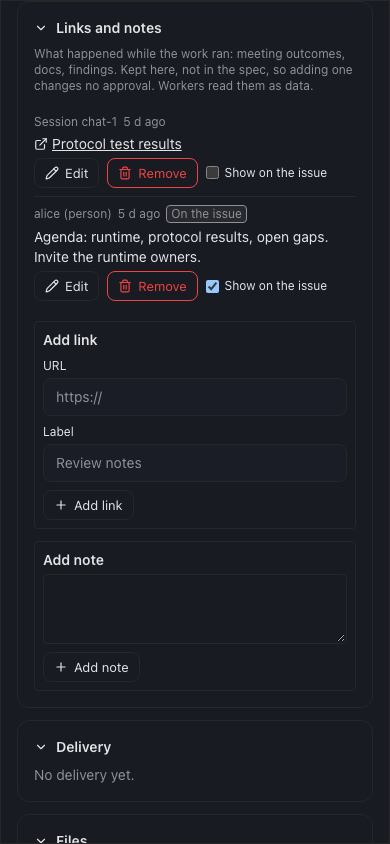 Links and notes
What happened while the work ran: meeting outcomes,
docs, findings. Kept here, not in the spec, so adding one
changes no approval. Workers read them as data.
Session chat-1 5 d ago
Protocol test results
Edit Remove Show on the issue
alice (person) 5 d ago On the issue
Agenda: runtime, protocol results, open gaps.
Invite the runtime owners.
Edit Remove Show on the issue
Add link
URL
https://
Label
Review notes
Add link
Add note
Add note
Delivery
No delivery yet.
Files